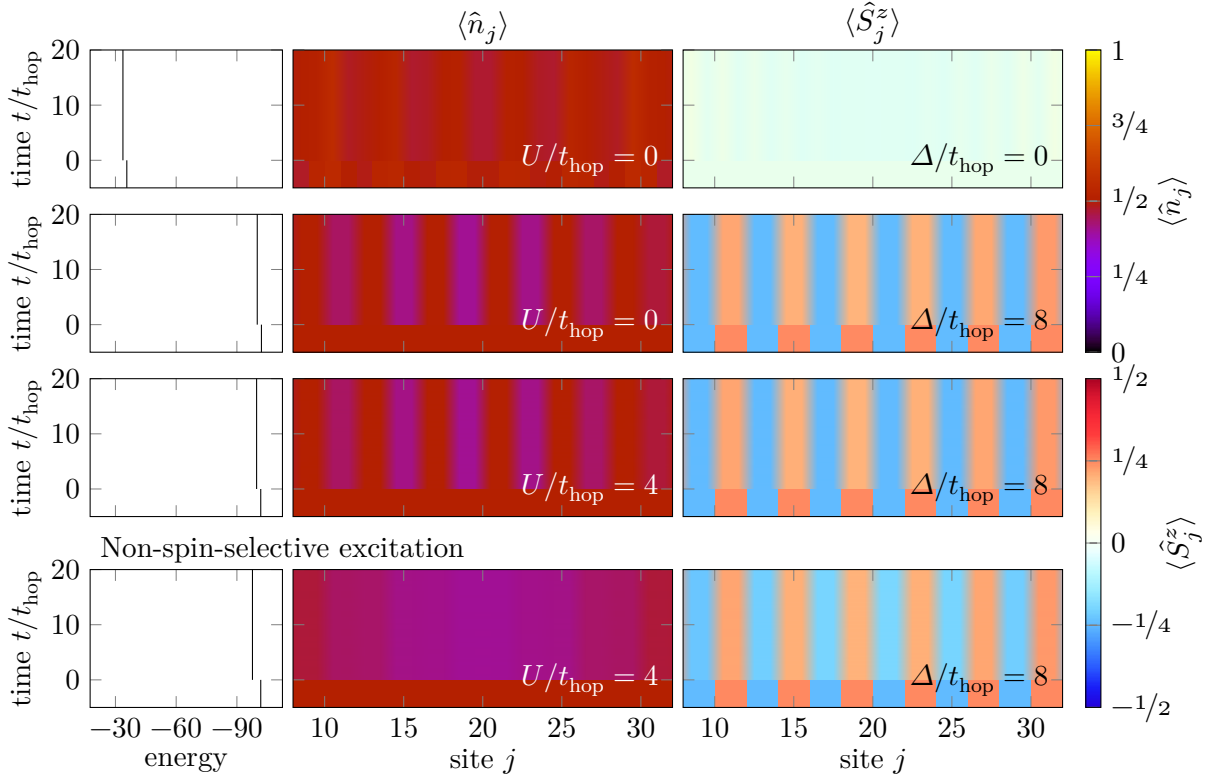 ⟨n̂_j⟩ ⟨Ŝ^z_j⟩
20
10
0
time t/t_hop
U/t_hop = 0
Δ/t_hop = 0
1
3/4
1/2
1/4
0
⟨n̂_j⟩
20
10
0
time t/t_hop
U/t_hop = 0
Δ/t_hop = 8
20
10
0
time t/t_hop
U/t_hop = 4
Δ/t_hop = 8
1/2
1/4
0
−1/4
−1/2
⟨Ŝ^z_j⟩
Non-spin-selective excitation
20
10
0
time t/t_hop
U/t_hop = 4
Δ/t_hop = 8
−30 −60 −90 10 15 20 25 30 10 15 20 25 30
energy site j site j